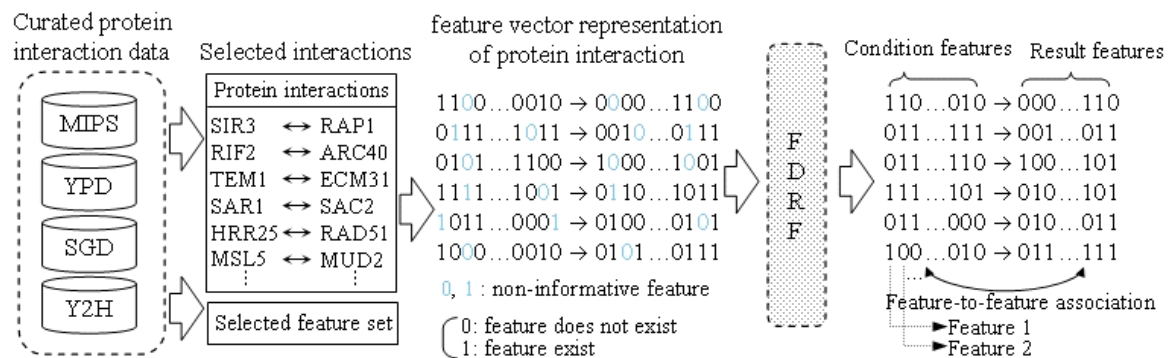 Curated protein
interaction data
MIPS
YPD
SGD
Y2H
Selected interactions
Protein interactions
SIR3 ↔ RAP1
RIF2 ↔ ARC40
TEM1 ↔ ECM31
SAR1 ↔ SAC2
HRR25 ↔ RAD51
MSL5 ↔ MUD2
⋮ ⋮
Selected feature set
feature vector representation
of protein interaction
1100...0010 → 0000...1100
0111...1011 → 0010...0111
0101...1100 → 1000...1001
1111...1001 → 0110...1011
1011...0001 → 0100...0101
1000...0010 → 0101...0111
0, 1 : non-informative feature
0: feature does not exist
1: feature exist
F
D
R
F
Condition features Result features
110...010 → 000...110
011...111 → 001...011
011...110 → 100...101
111...101 → 010...101
011...000 → 010...011
100...010 → 011...111
...
Feature-to-feature association
Feature 1
Feature 2